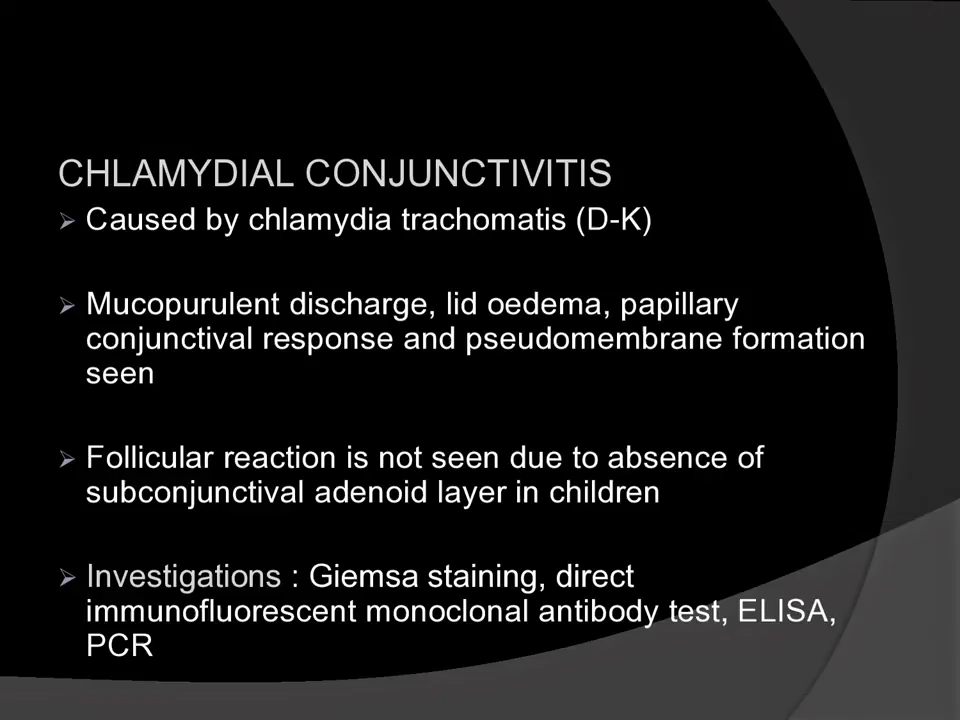 CHLAMYDIAL CONJUNCTIVITIS
Caused by chlamydia trachomatis (D-K)
Mucopurulent discharge, lid oedema, papillary
conjunctival response and pseudomembrane formation
seen
Follicular reaction is not seen due to absence of
subconjunctival adenoid layer in children
Investigations : Giemsa staining, direct
immunofluorescent monoclonal antibody test, ELISA,
PCR